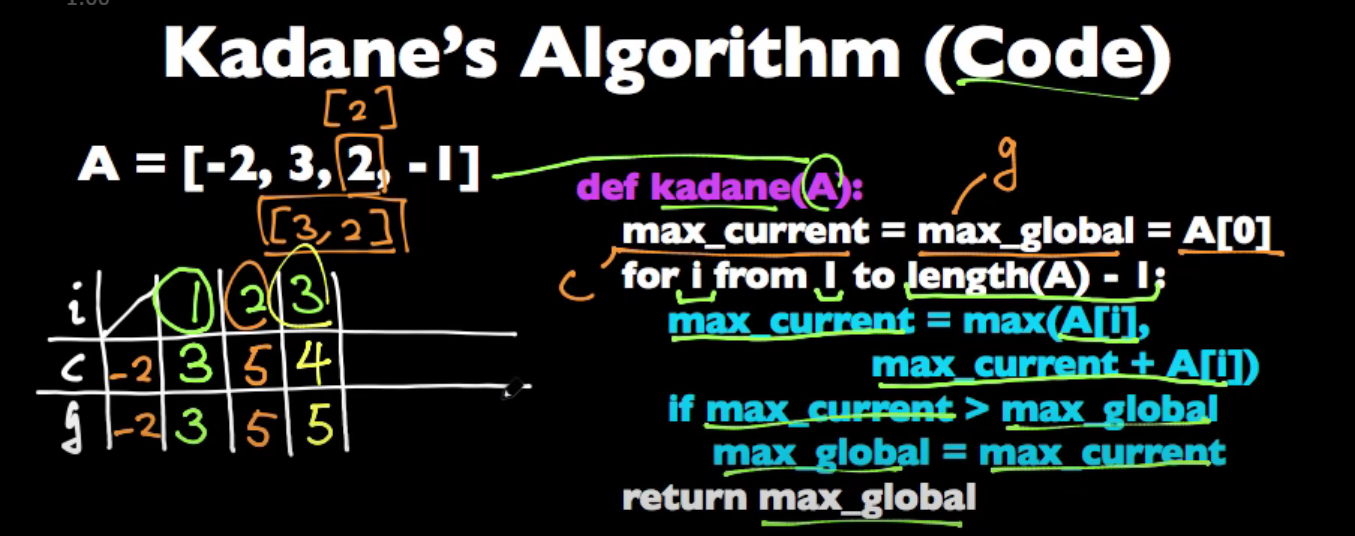 1:00
Kadane's Algorithm (Code)
[2]
A = [-2, 3, 2, -1]
[3, 2]
i 1 2 3
c -2 3 5 4
g -2 3 5 5
g
def kadane(A):
max_current = max_global = A[0]
c
for i from 1 to length(A) - 1:
max_current = max(A[i],
max_current + A[i])
if max_current > max_global
max_global = max_current
return max_global